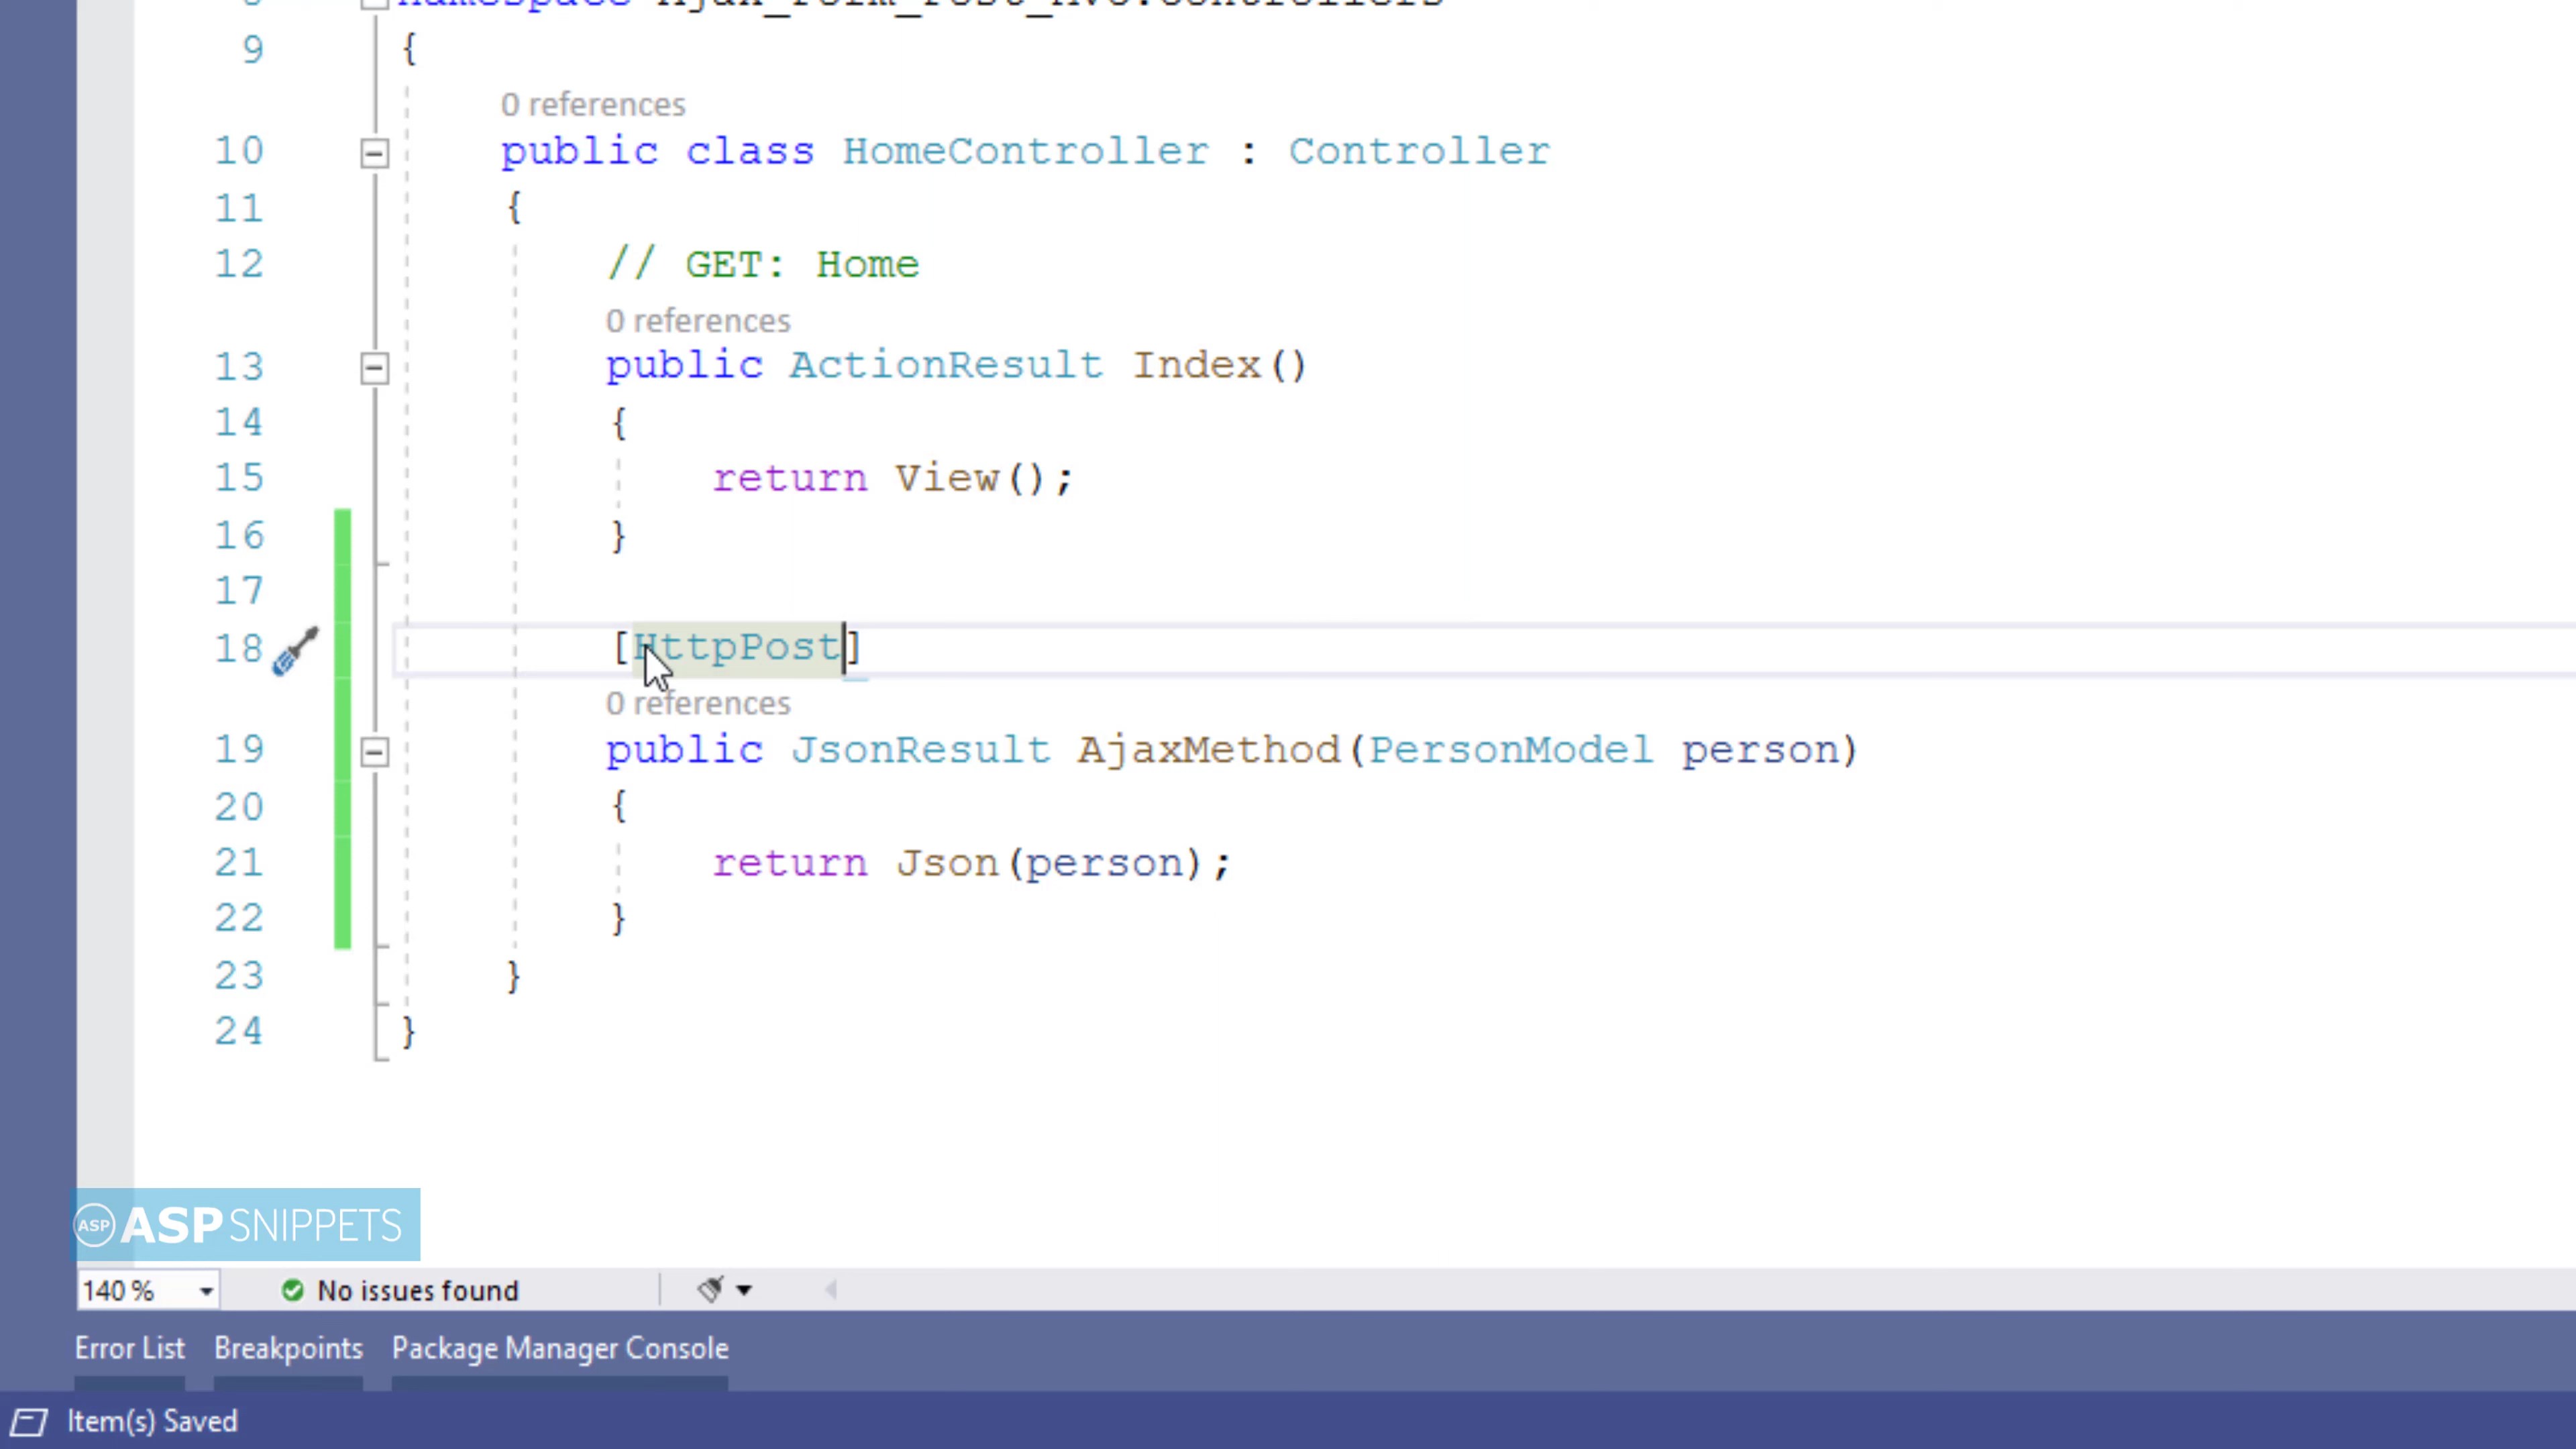 9 {
0 references
10 public class HomeController : Controller
11 {
12 // GET: Home
0 references
13 public ActionResult Index()
14 {
15 return View();
16 }
17
18 [HttpPost]
0 references
19 public JsonResult AjaxMethod(PersonModel person)
20 {
21 return Json(person);
22 }
23 }
24 }
ASP ASPSNIPPETS
140 % No issues found
Error List Breakpoints Package Manager Console
Item(s) Saved